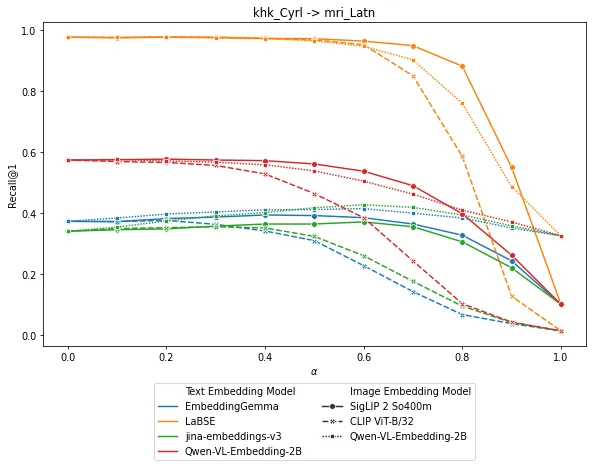 khk_Cyrl -> mri_Latn
Recall@1
1.0
0.8
0.6
0.4
0.2
0.0
0.0 0.2 0.4 0.6 0.8 1.0
α
Text Embedding Model Image Embedding Model
EmbeddingGemma SigLIP 2 So400m
LaBSE CLIP ViT-B/32
jina-embeddings-v3 Qwen-VL-Embedding-2B
Qwen-VL-Embedding-2B